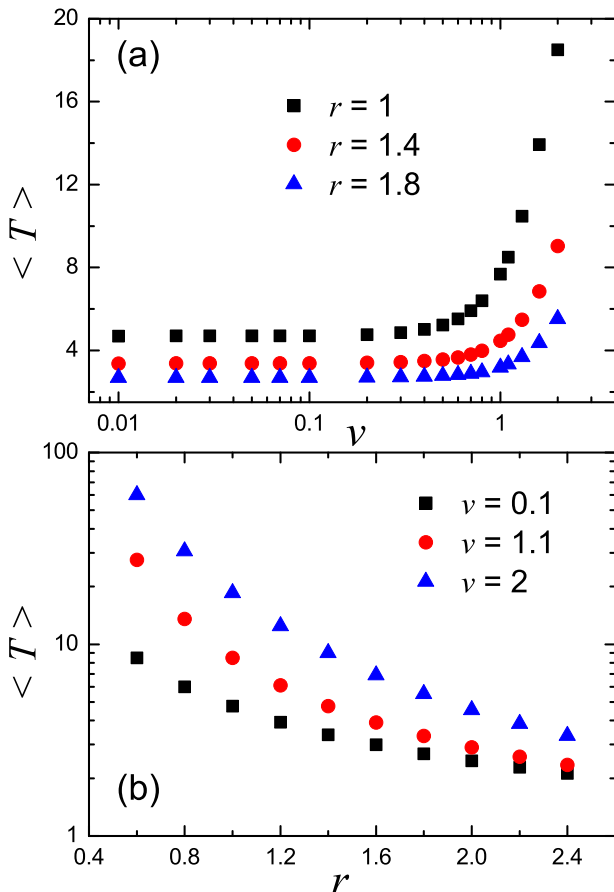 20
(a)
16
12
8
4
r = 1
r = 1.4
r = 1.8
< T >
0.01 0.1 1
v
100
10
1
v = 0.1
v = 1.1
v = 2
< T >
(b)
0.4 0.8 1.2 1.6 2.0 2.4
r